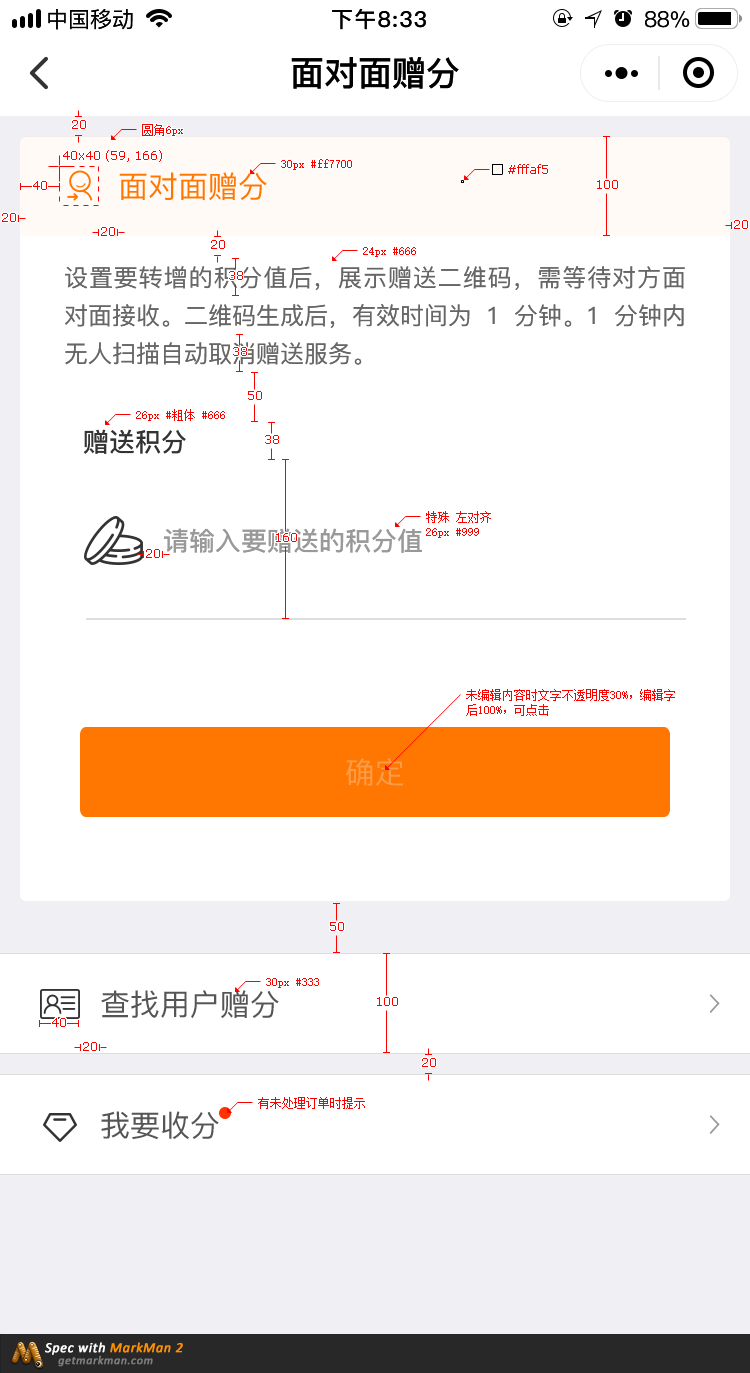 中国移动
下午8:33
88%
面对面赠分
20
圆角6px
40x40 (59, 166)
30px #ff7700
#fffaf5
40
面对面赠分
100
20
20
20
20
24px #666
设置要转增的积分值后，展示赠送二维码，需等待对方面
38
对面接收。二维码生成后，有效时间为 1 分钟。1 分钟内
无人扫描自动取消赠送服务。
38
50
26px #粗体 #666
赠送积分
38
特殊 左对齐
26px #999
请输入要赠送的积分值
160
20
未编辑内容时文字不透明度30%，编辑字
后100%，可点击
确定
50
30px #333
查找用户赠分
100
40
20
20
有未处理订单时提示
我要收分
Spec with MarkMan 2
getmarkman.com